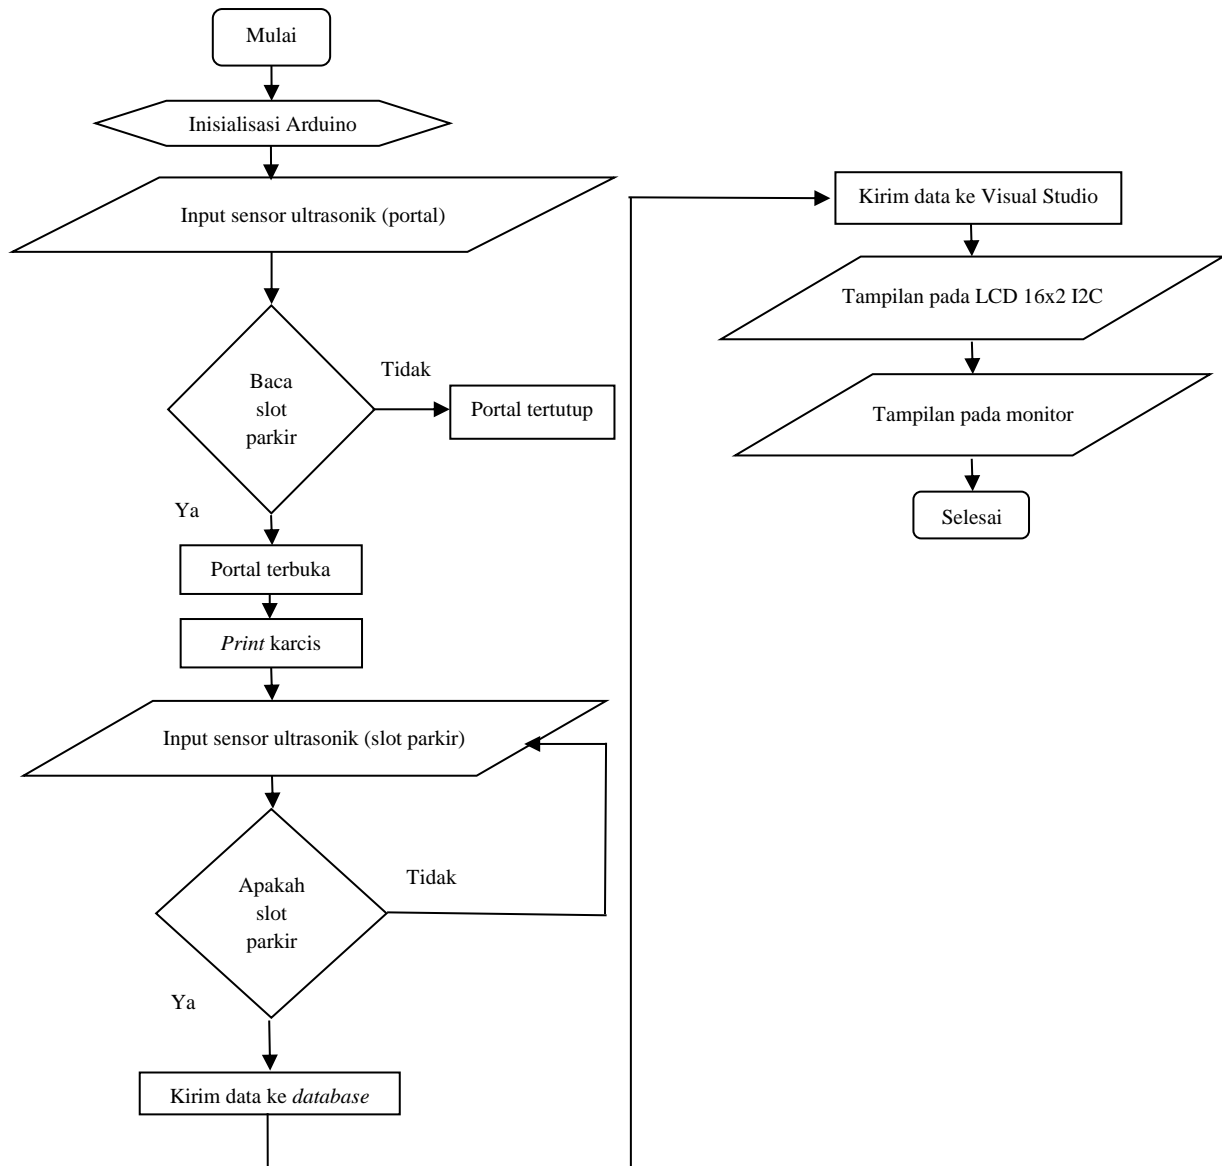 Mulai
Inisialisasi Arduino
Input sensor ultrasonik (portal)
Baca
slot
parkir
Tidak
Portal tertutup
Ya
Portal terbuka
Print karcis
Input sensor ultrasonik (slot parkir)
Apakah
slot
parkir
Tidak
Ya
Kirim data ke database
Kirim data ke Visual Studio
Tampilan pada LCD 16x2 I2C
Tampilan pada monitor
Selesai